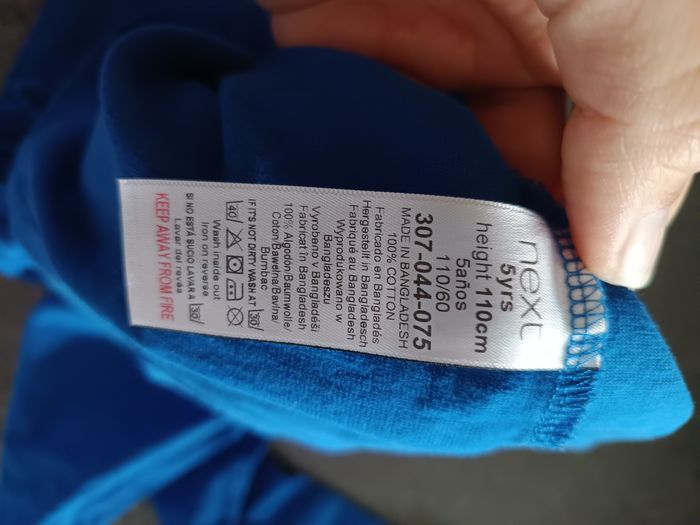 next
5yrs
height 110cm
5años
110/60
307-044-075
MADE IN BANGLADESH
100% COTTON
Fabricado en Bangladés
Hergestellt in Bangladesch
Fabriqué au Bangladesh
Wyprodukowano w
Bangladeszu
Vyrobeno v Bangladéši
Fabricat în Bangladesh
100% Algodón/Baumwolle/
Coton/Bawełna/Bavlna/
Bumbac
IF IT'S NOT DIRTY WASH AT 30
40
Wash inside out
Iron on reverse
SI NO ESTÁ SUCIO LAVAR A 30
Lavar del revés
KEEP AWAY FROM FIRE